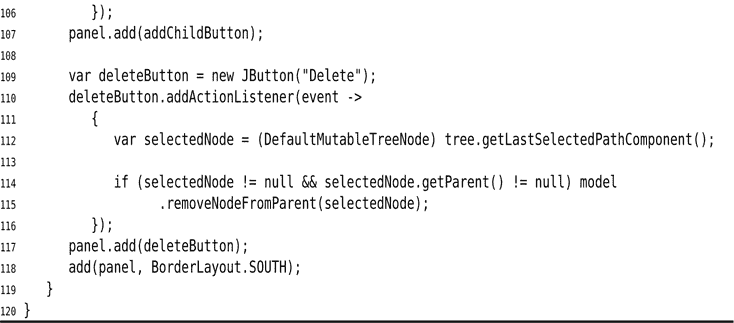 106          });
107       panel.add(addChildButton);
108
109       var deleteButton = new JButton("Delete");
110       deleteButton.addActionListener(event ->
111          {
112             var selectedNode = (DefaultMutableTreeNode) tree.getLastSelectedPathComponent();
113
114             if (selectedNode != null && selectedNode.getParent() != null) model
115                   .removeNodeFromParent(selectedNode);
116          });
117       panel.add(deleteButton);
118       add(panel, BorderLayout.SOUTH);
119    }
120 }